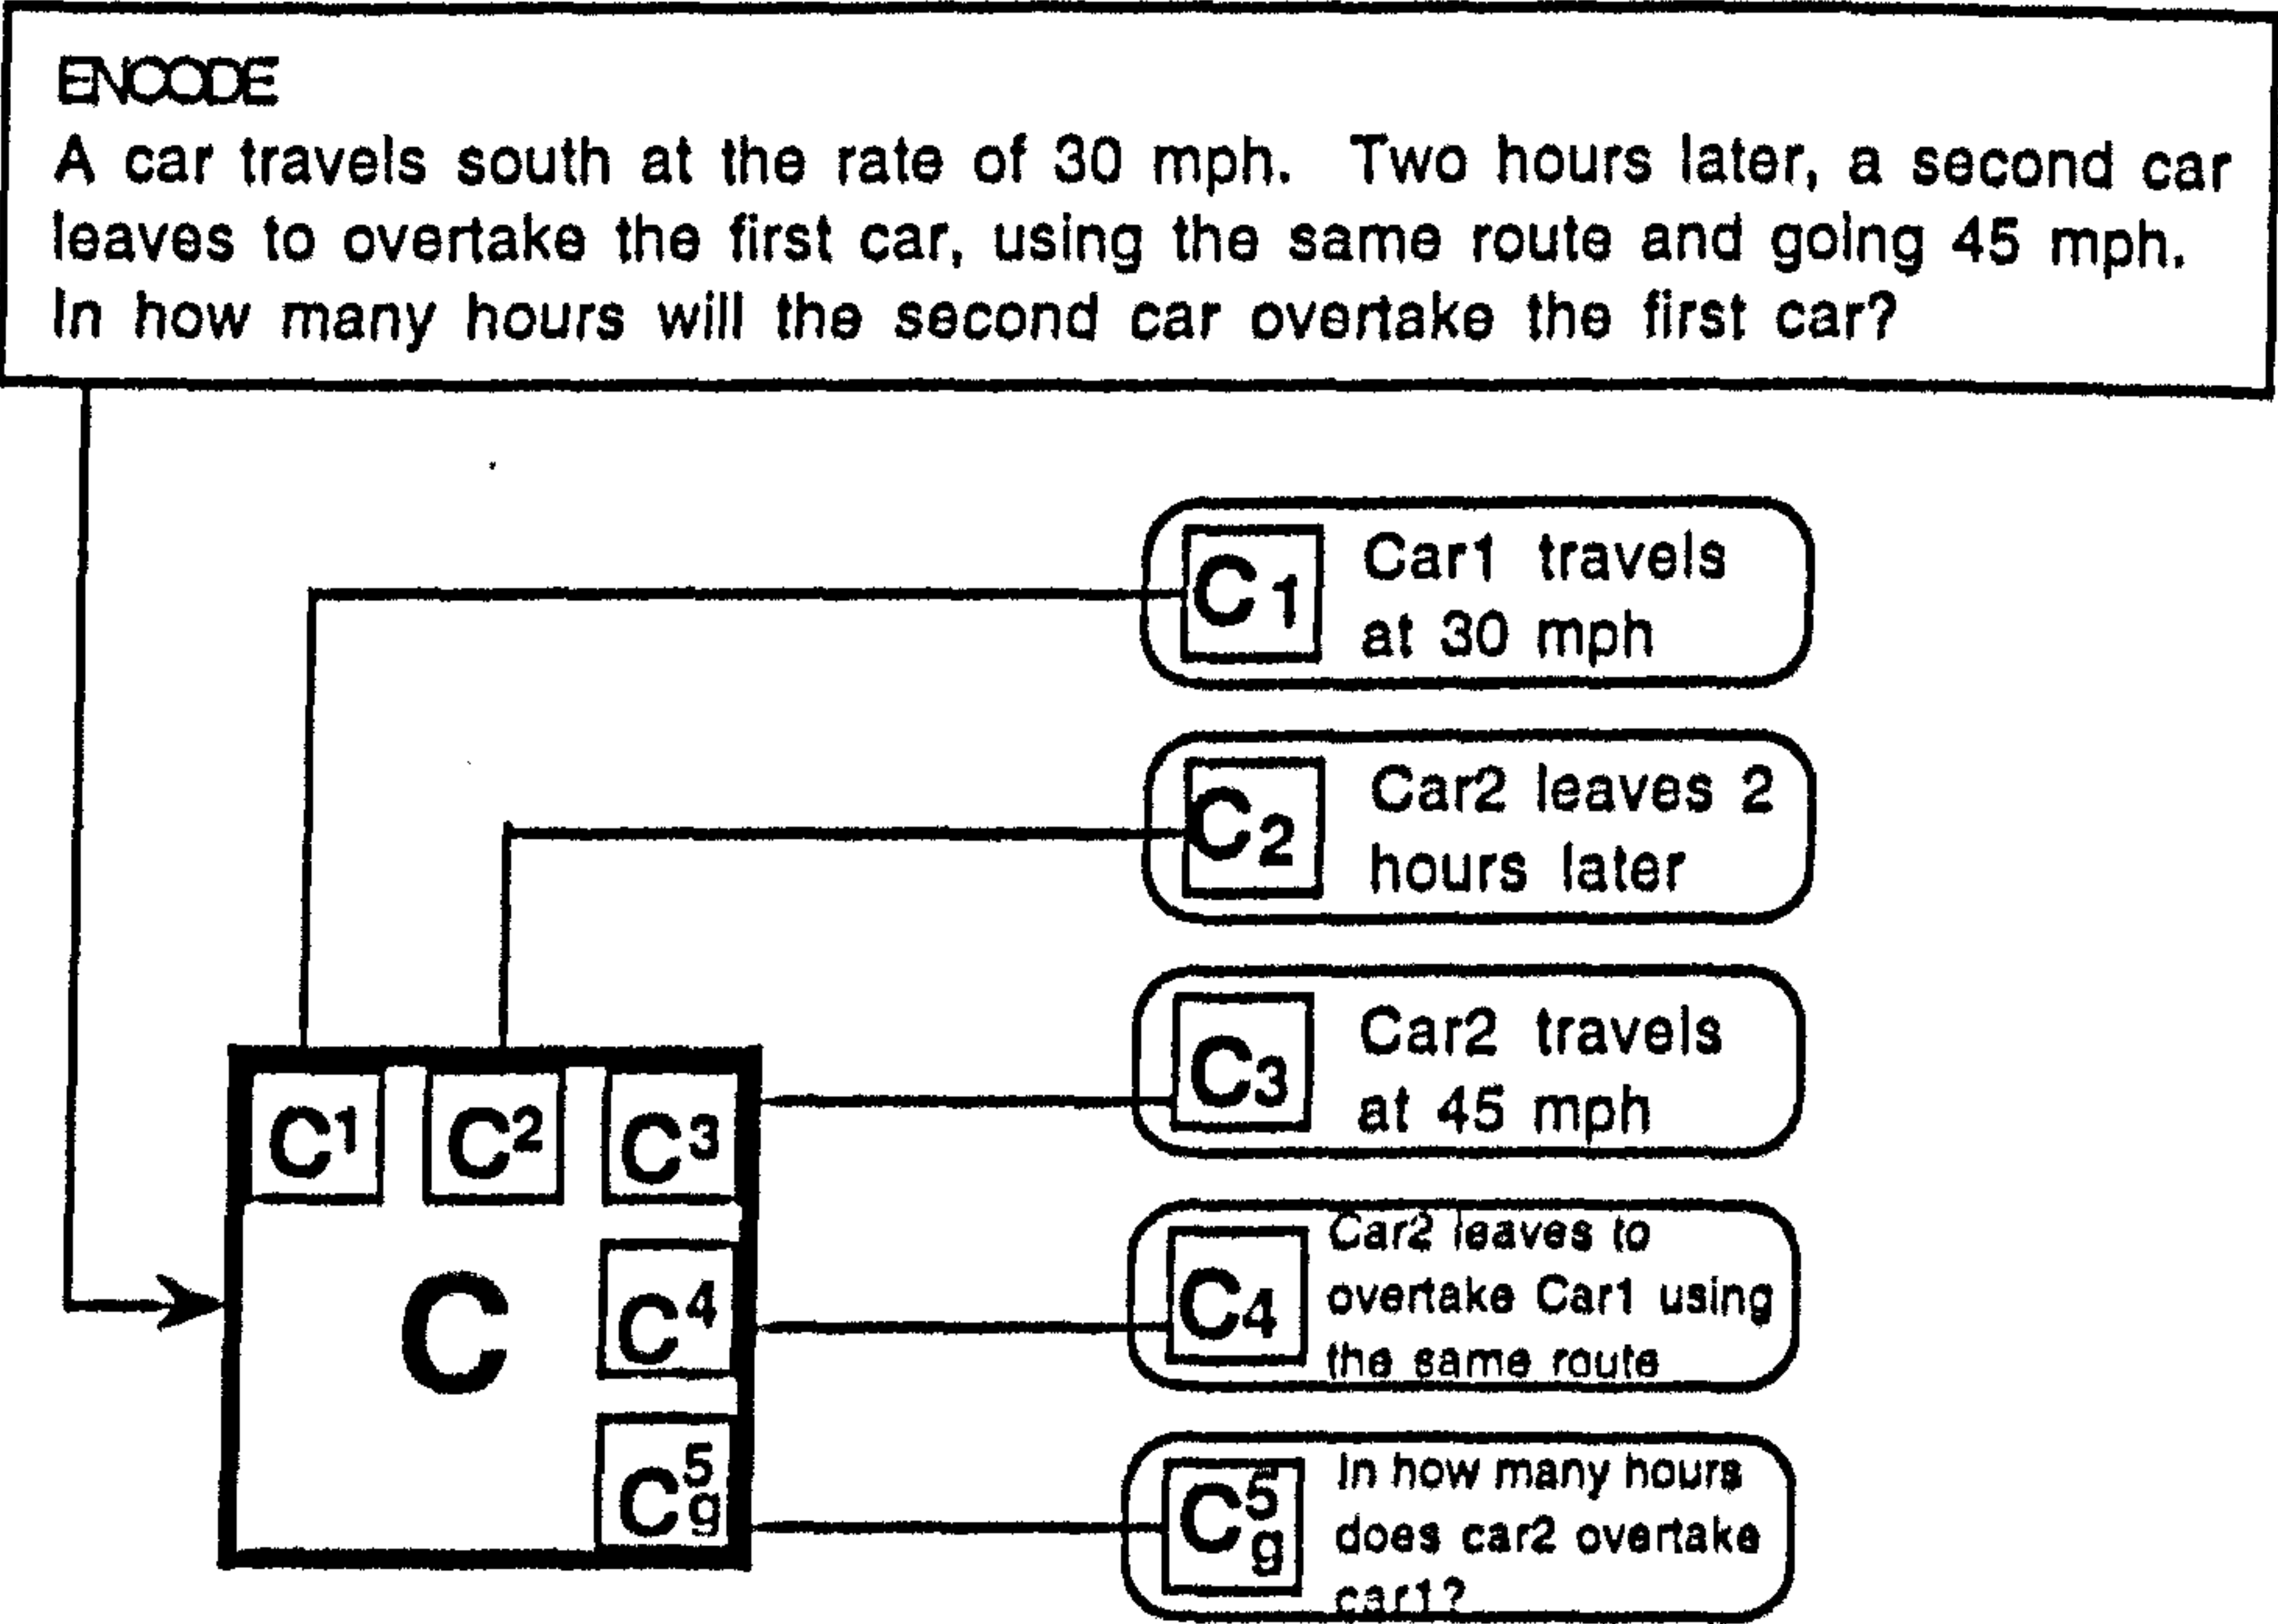 ENCODE
A car travels south at the rate of 30 mph. Two hours later, a second car
leaves to overtake the first car, using the same route and going 45 mph.
In how many hours will the second car overtake the first car?
C1
Car1 travels
at 30 mph
C2
Car2 leaves 2
hours later
C3
Car2 travels
at 45 mph
C4
Car2 leaves to
overtake Car1 using
the same route
C5g
In how many hours
does car2 overtake
car1?
C1 C2 C3
C
C4
C5g